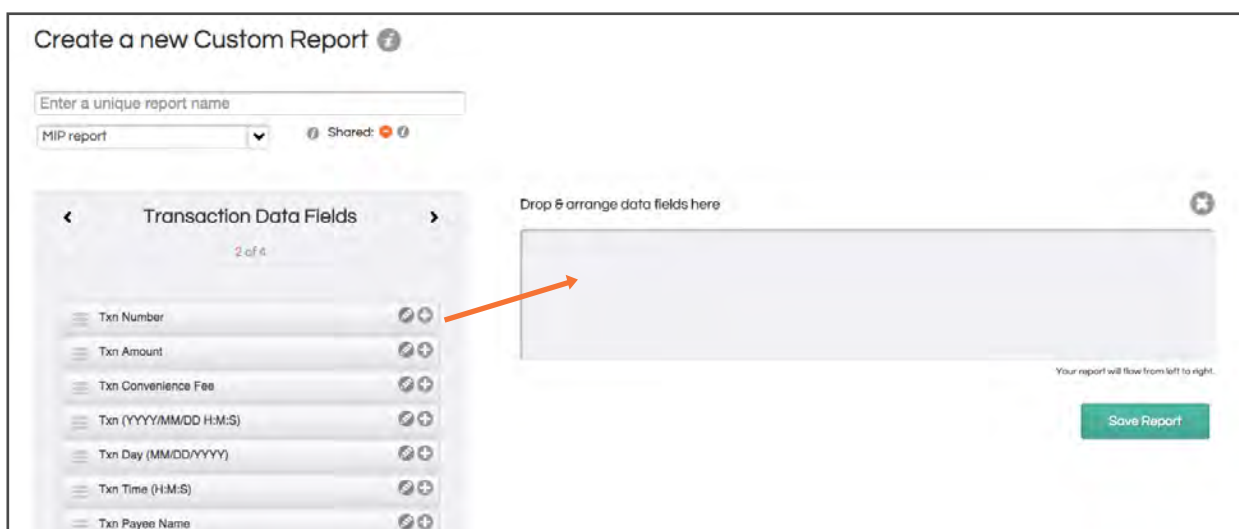 Create a new Custom Report
Enter a unique report name
MIP report
Shared:
Transaction Data Fields
2 of 4
Drop & arrange data fields here
Txn Number
Txn Amount
Txn Convenience Fee
Txn (YYYY/MM/DD H:M:S)
Txn Day (MM/DD/YYYY)
Txn Time (H:M:S)
Txn Payee Name
Your report will flow from left to right.
Save Report